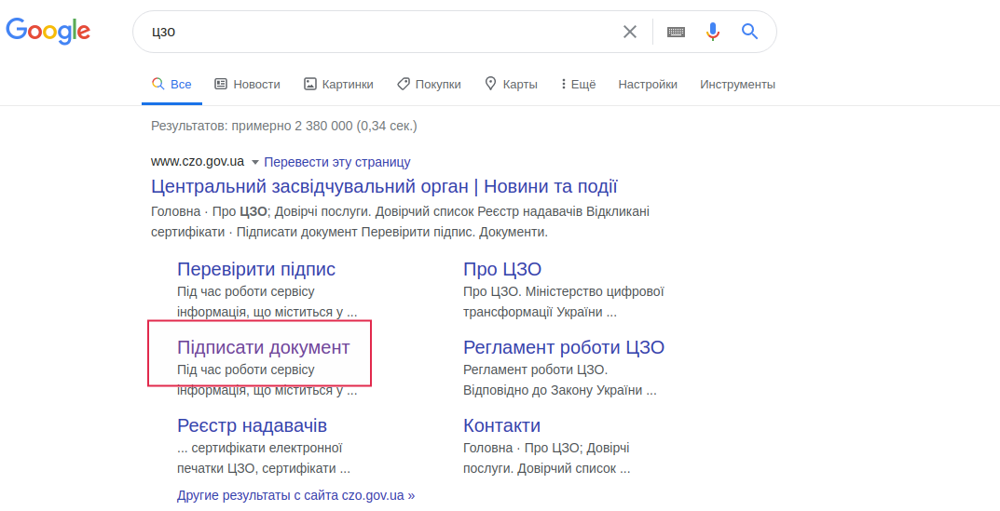 Google
цзо
Все
Новости
Картинки
Покупки
Карты
Ещё
Настройки
Инструменты
Результатов: примерно 2 380 000 (0,34 сек.)
www.czo.gov.ua Перевести эту страницу
Центральний засвідчувальний орган | Новини та події
Головна · Про ЦЗО; Довірчі послуги. Довірчий список Реєстр надавачів Відкликані
сертифікати · Підписати документ Перевірити підпис. Документи.
Перевірити підпис
Під час роботи сервісу
інформація, що міститься у ...
Про ЦЗО
Про ЦЗО. Міністерство цифрової
трансформації України ...
Підписати документ
Під час роботи сервісу
інформація, що міститься у ...
Регламент роботи ЦЗО
Регламент роботи ЦЗО.
Відповідно до Закону України ...
Реєстр надавачів
... сертифікати електронної
печатки ЦЗО, сертифікати ...
Контакти
Головна · Про ЦЗО; Довірчі
послуги. Довірчий список ...
Другие результаты с сайта czo.gov.ua »